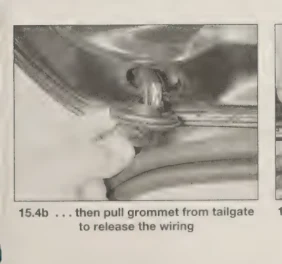 15.4b ... then pull grommet from tailgate
to release the wiring